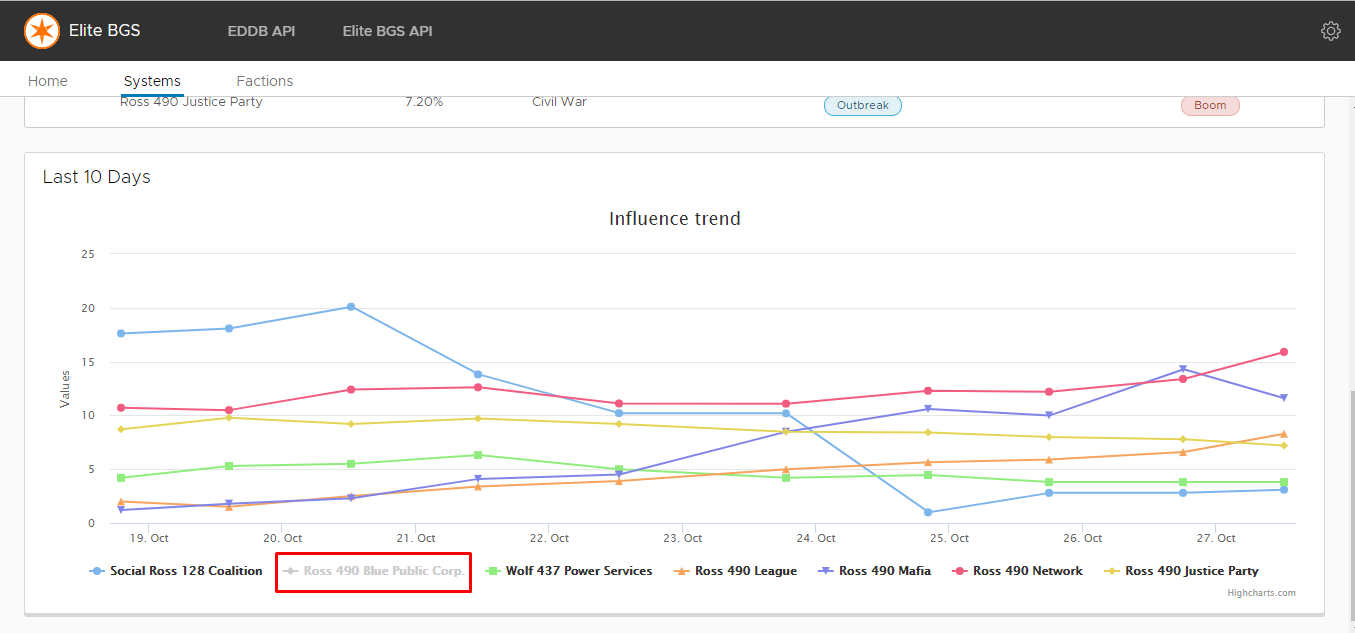 Elite BGS EDDB API Elite BGS API
Home Systems Factions
Ross 490 Justice Party 7.20% Civil War Outbreak Boom
Last 10 Days
Influence trend
25
20
15
10
5
0
Values
19. Oct 20. Oct 21. Oct 22. Oct 23. Oct 24. Oct 25. Oct 26. Oct 27. Oct
Social Ross 128 Coalition Ross 490 Blue Public Corp. Wolf 437 Power Services Ross 490 League Ross 490 Mafia Ross 490 Network Ross 490 Justice Party
Highcharts.com